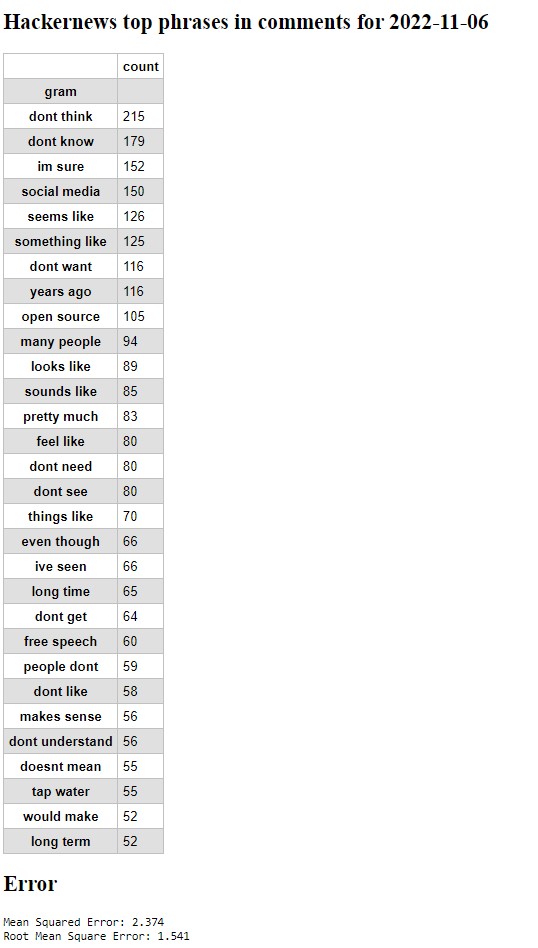 Hackernews top phrases in comments for 2022-11-06
count
gram
dont think 215
dont know 179
im sure 152
social media 150
seems like 126
something like 125
dont want 116
years ago 116
open source 105
many people 94
looks like 89
sounds like 85
pretty much 83
feel like 80
dont need 80
dont see 80
things like 70
even though 66
ive seen 66
long time 65
dont get 64
free speech 60
people dont 59
dont like 58
makes sense 56
dont understand 56
doesnt mean 55
tap water 55
would make 52
long term 52
Error
Mean Squared Error: 2.374
Root Mean Square Error: 1.541